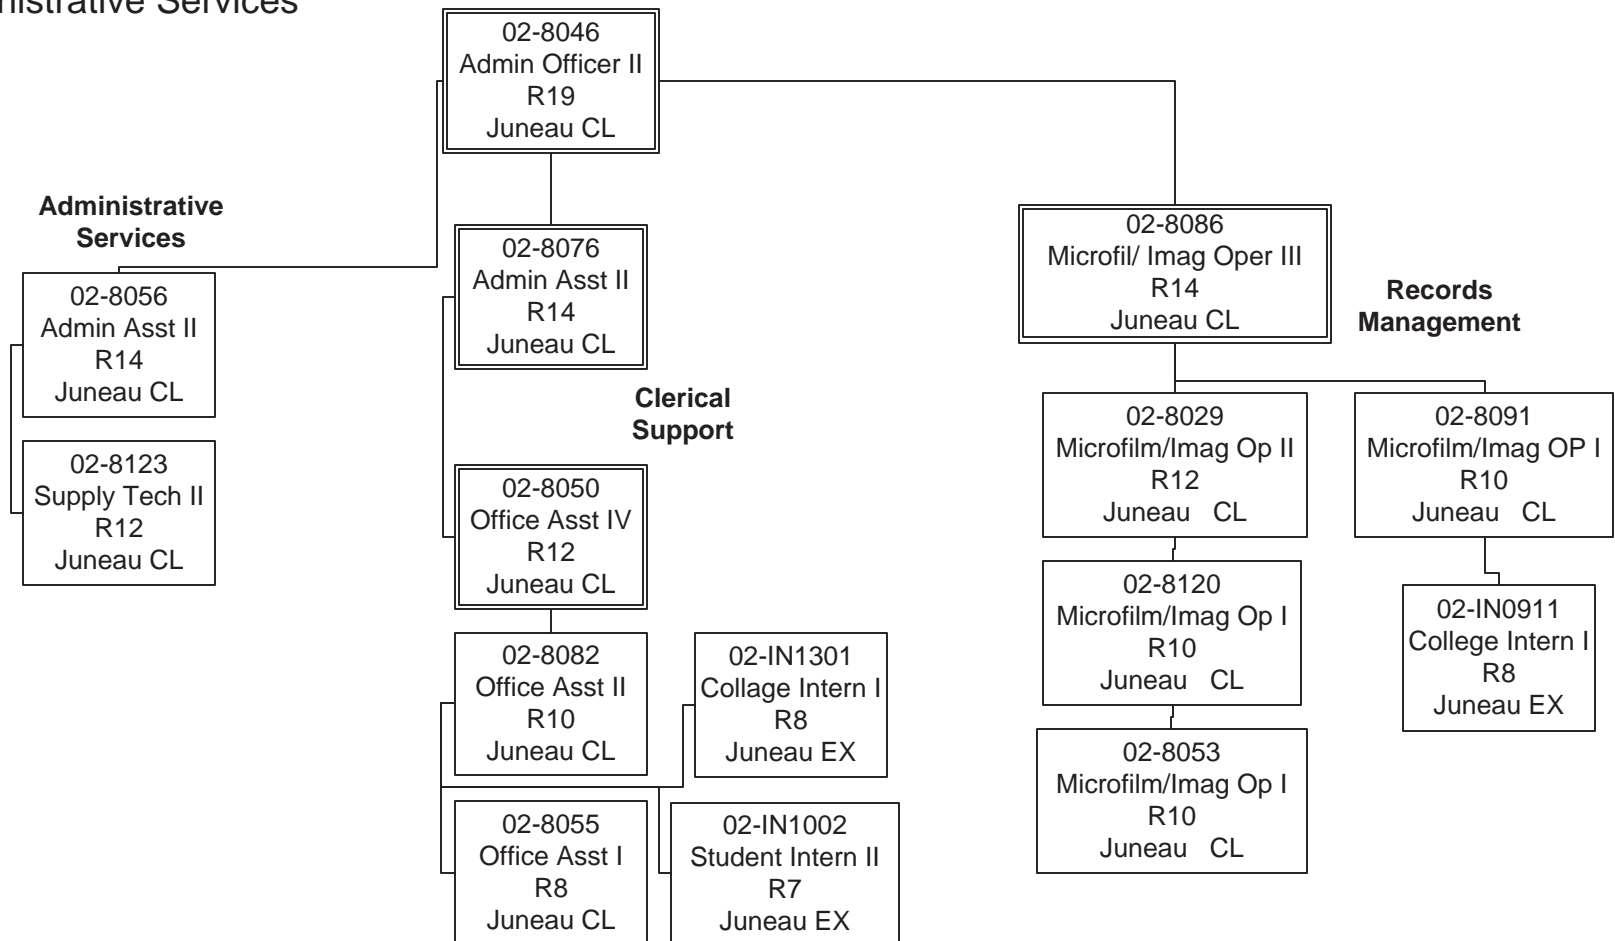 02-8046
Admin Officer II
R19
Juneau CL
Administrative
Services
02-8056
Admin Asst II
R14
Juneau CL
02-8123
Supply Tech II
R12
Juneau CL
02-8076
Admin Asst II
R14
Juneau CL
Clerical
Support
02-8050
Office Asst IV
R12
Juneau CL
02-8082
Office Asst II
R10
Juneau CL
02-IN1301
Collage Intern I
R8
Juneau EX
02-8055
Office Asst I
R8
Juneau CL
02-IN1002
Student Intern II
R7
Juneau EX
02-8086
Microfil/ Imag Oper III
R14
Juneau CL
Records
Management
02-8029
Microfilm/Imag Op II
R12
Juneau CL
02-8120
Microfilm/Imag Op I
R10
Juneau CL
02-8053
Microfilm/Imag Op I
R10
Juneau CL
02-8091
Microfilm/Imag OP I
R10
Juneau CL
02-IN0911
College Intern I
R8
Juneau EX